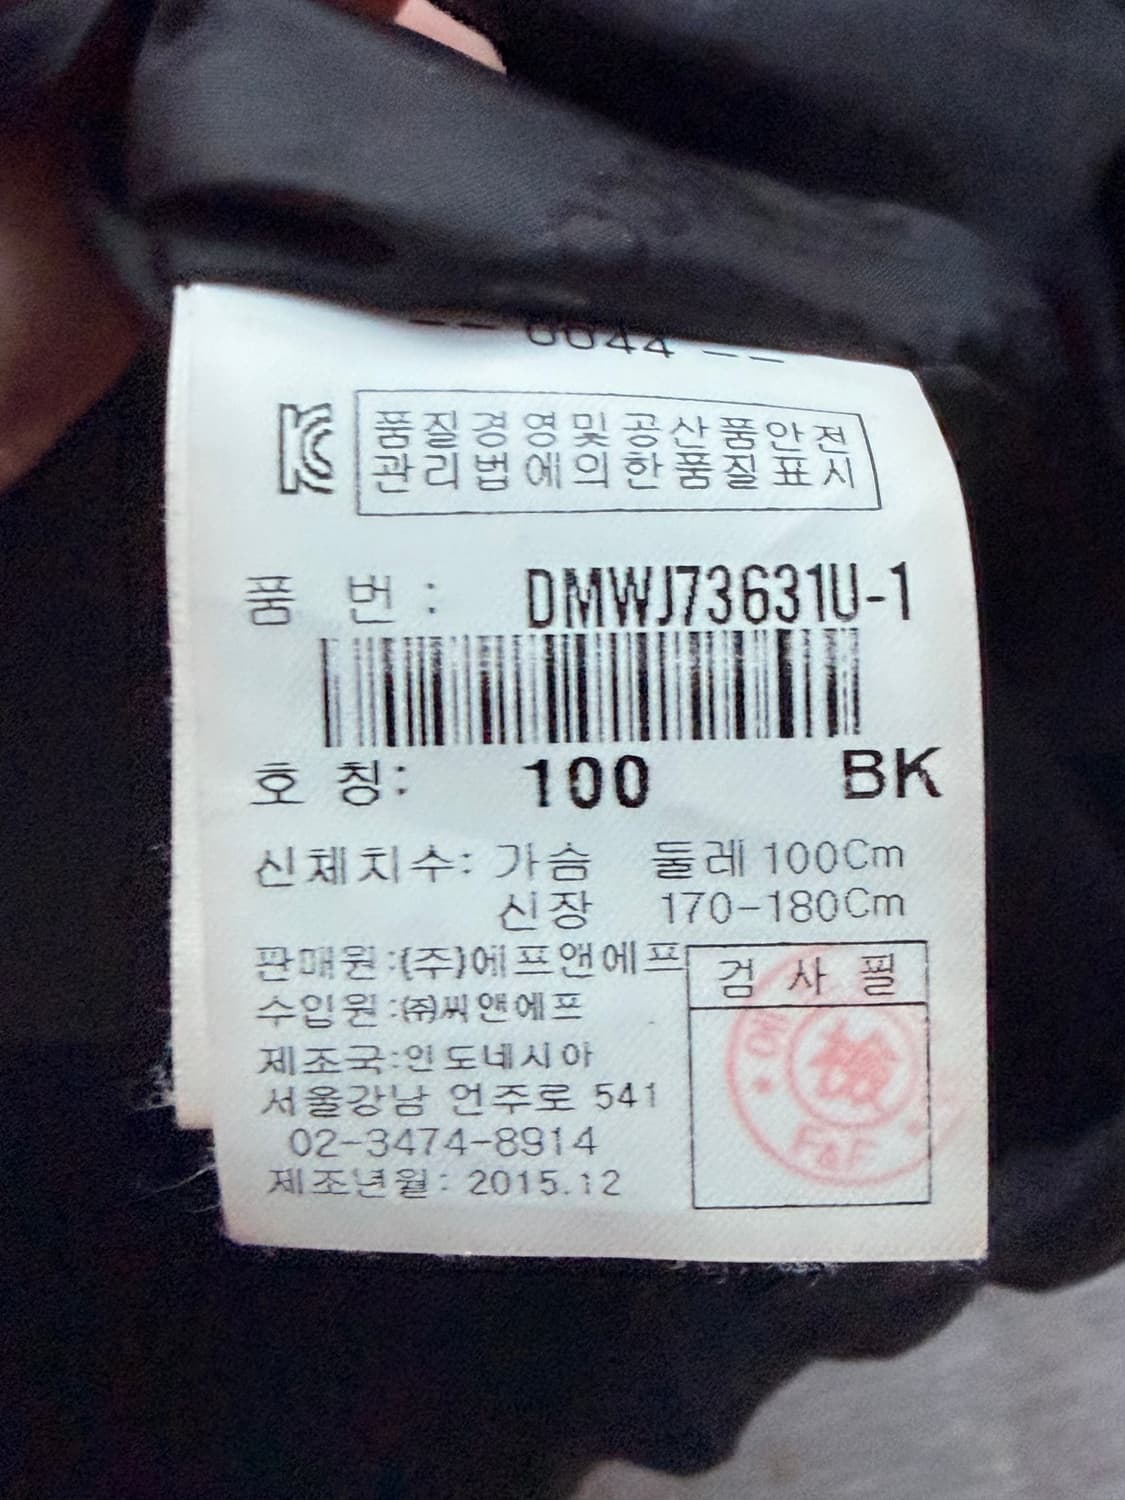 6644
품질경영및공산품안전
관리법에의한품질표시
품 번 : DMWJ73631U-1
호 칭: 100 BK
신체치수: 가슴 둘레 100Cm
신장 170-180Cm
판매원:(주)에프앤에프
수입원:㈜씨앤에프
제조국:인도네시아
서울강남 언주로 541
02-3474-8914
제조년월: 2015.12
검 사 필
檢
F&F